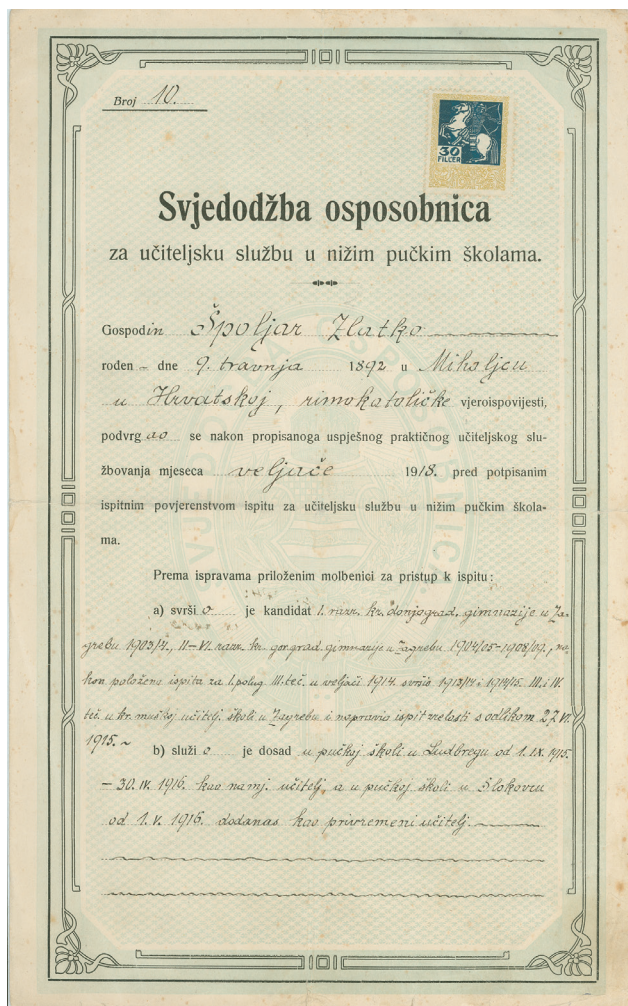 Broj 10.
30
FILLER
Svjedodžba osposobnica
za učiteljsku službu u nižim pučkim školama.
Gospodin Špoljar Zlatko
rođen - dne 9. travnja 1892 u Miholjcu
u Hrvatskoj, rimokatoličke vjeroispovijesti,
podvrgao se nakon propisanoga uspješnog praktičnog učiteljskog slu-
žbovanja mjeseca veljače 1918. pred potpisanim
ispitnim povjerenstvom ispitu za učiteljsku službu u nižim pučkim škola-
ma.
Prema ispravama priloženim molbenici za pristup k ispitu:
a) svršio je kandidat I. razr. kr. donjograd. gimnazije u Za-
grebu 1903/4., II-VI. razr. kr. gor. grad. gimnazije u Zagrebu 1904/05-1908/09., na-
kon položena ispita za I. polug. III. teč. u veljači 1914. svršio 1913/14 i 1914/15. III. i IV.
teč. u kr. muškoj učitelj. školi u Zagrebu i napravio ispit zrelosti s odlikom 27. VI.
1915. ~
b) služio je dosad u pučkoj školi u Ludbregu od 1. IX. 1915.
- 30. IV. 1916. kao namj. učitelj, a u pučkoj školi u Slokovcu
od 1. V. 1916. do danas kao privremeni učitelj.